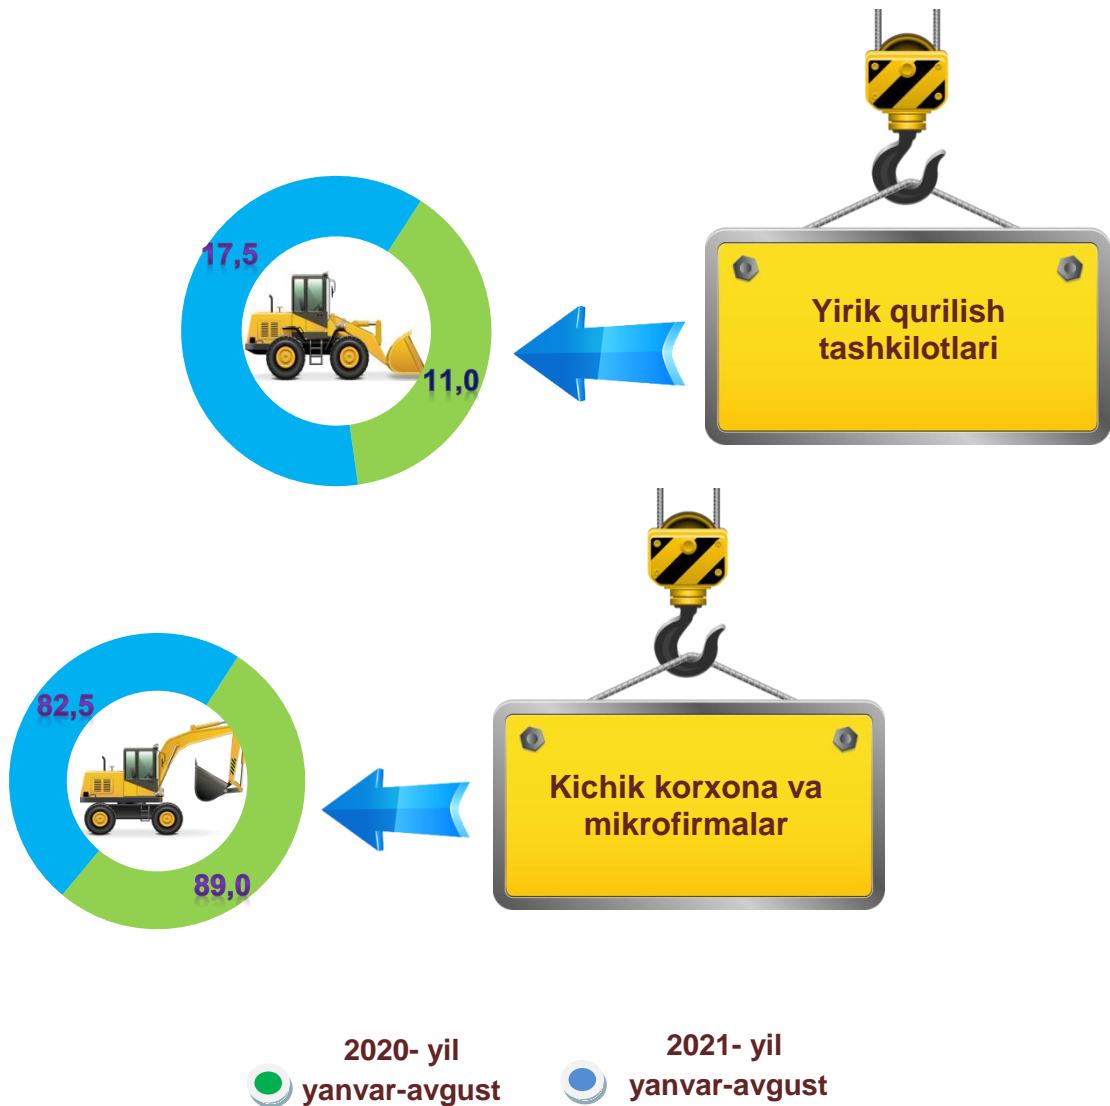 17,5
11,0
Yirik qurilish
tashkilotlari
82,5
89,0
Kichik korxona va
mikrofirmalar
2020- yil
yanvar-avgust
2021- yil
yanvar-avgust